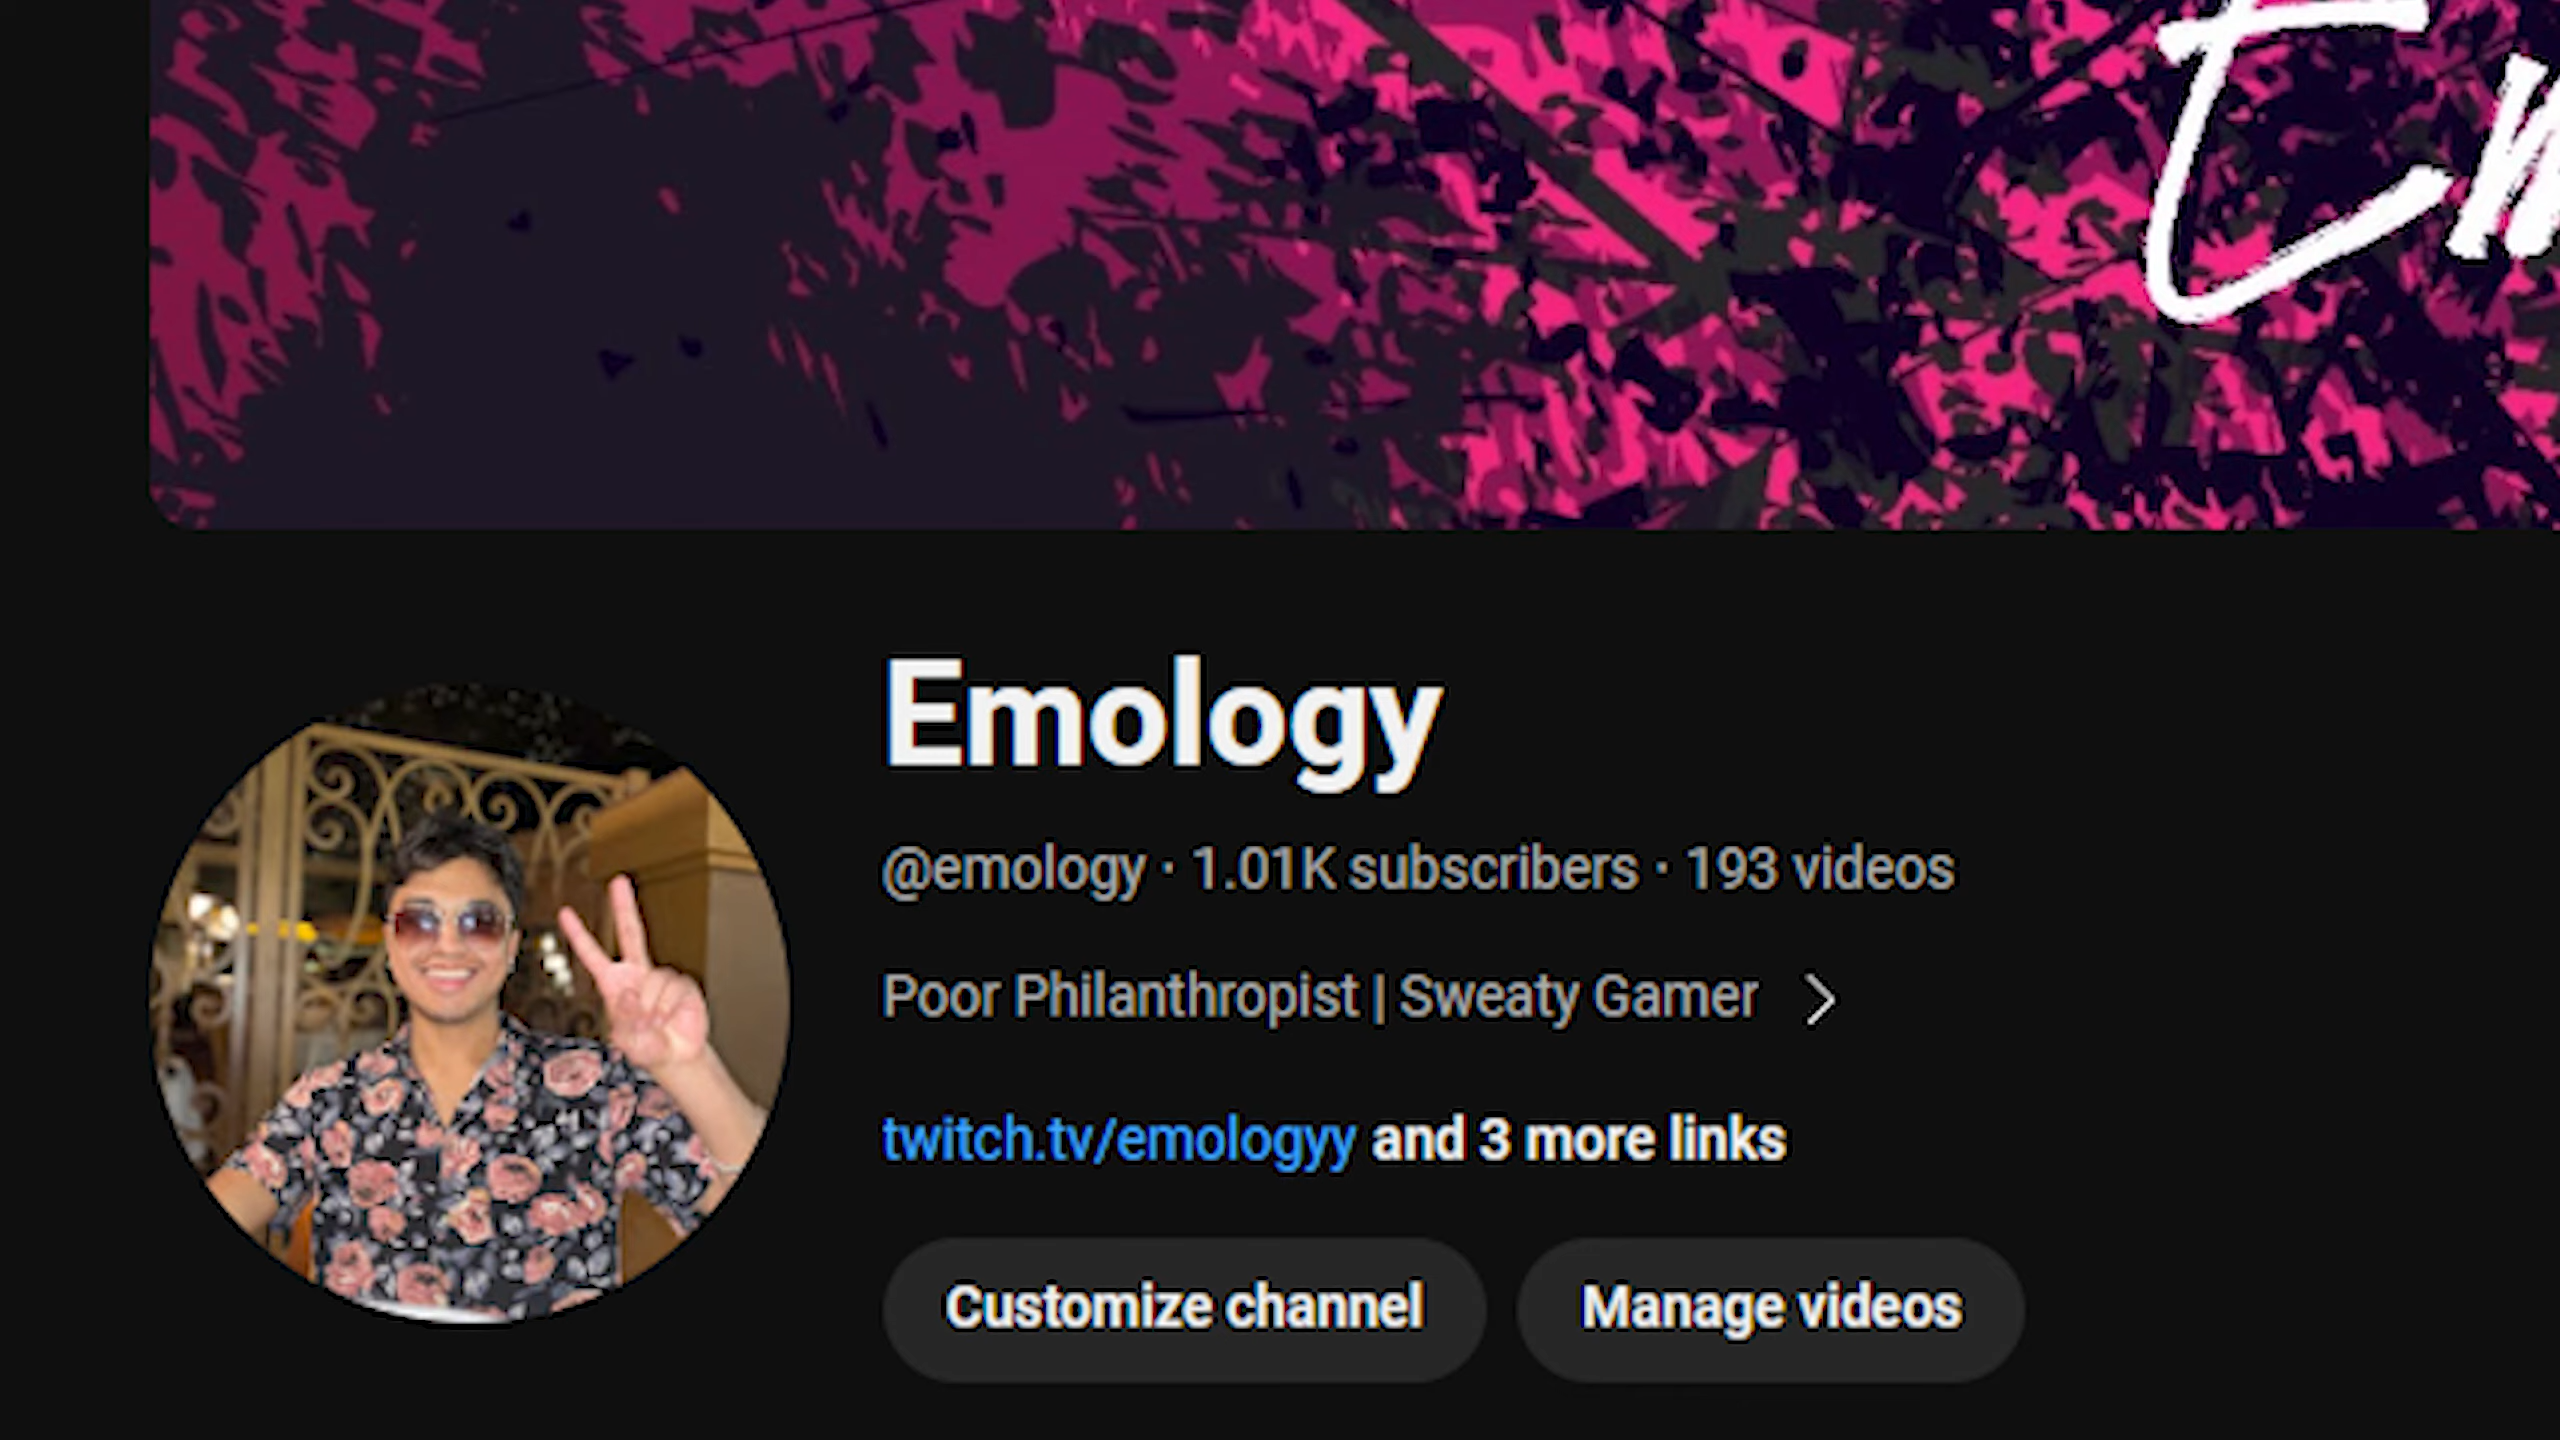 Em
Emology
@emology · 1.01K subscribers · 193 videos
Poor Philanthropist | Sweaty Gamer
twitch.tv/emologyy and 3 more links
Customize channel
Manage videos